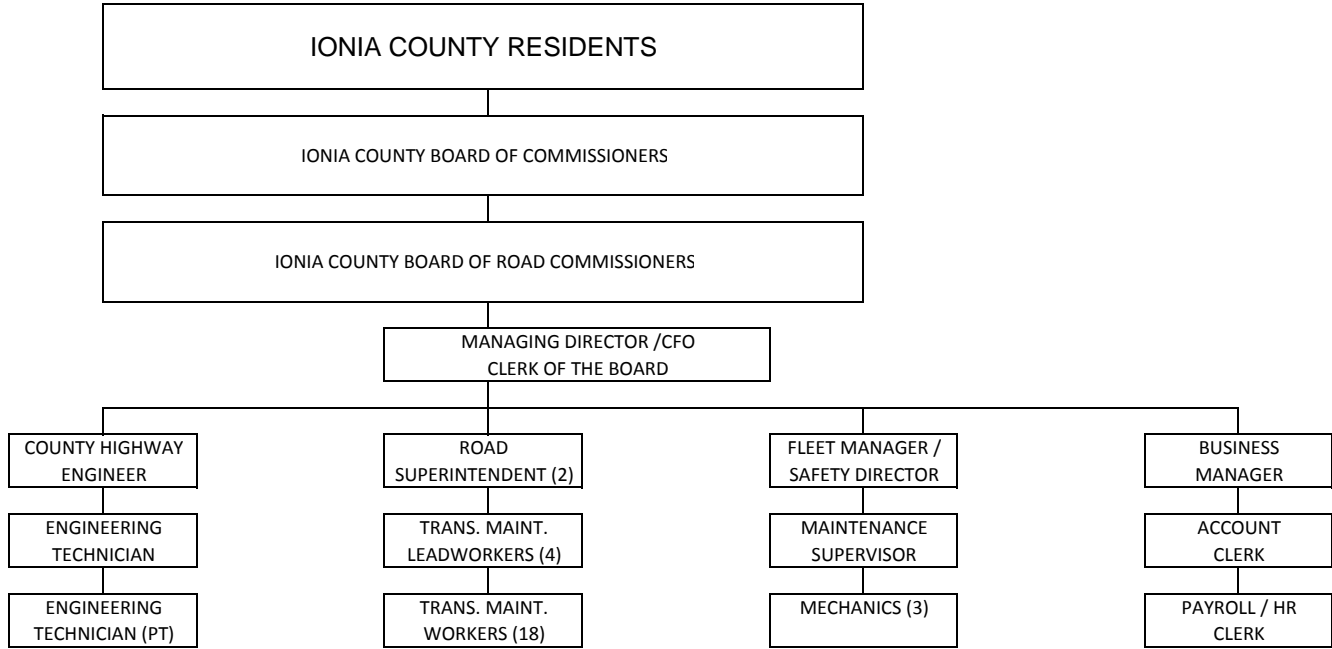 IONIA COUNTY RESIDENTS
IONIA COUNTY BOARD OF COMMISSIONERS
IONIA COUNTY BOARD OF ROAD COMMISSIONERS
MANAGING DIRECTOR /CFO
CLERK OF THE BOARD
COUNTY HIGHWAY
ENGINEER
ROAD
SUPERINTENDENT (2)
FLEET MANAGER /
SAFETY DIRECTOR
BUSINESS
MANAGER
ENGINEERING
TECHNICIAN
TRANS. MAINT.
LEADWORKERS (4)
MAINTENANCE
SUPERVISOR
ACCOUNT
CLERK
ENGINEERING
TECHNICIAN (PT)
TRANS. MAINT.
WORKERS (18)
MECHANICS (3)
PAYROLL / HR
CLERK